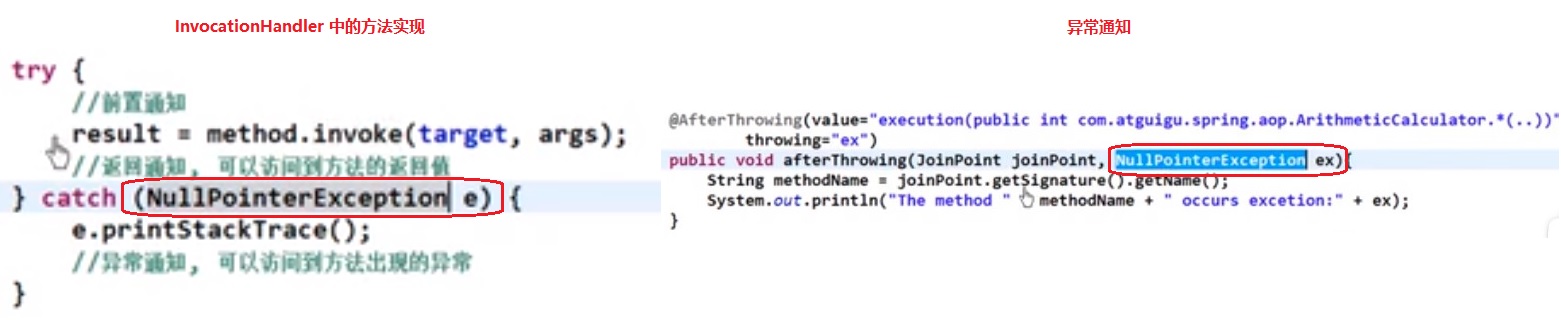 InvocationHandler 中的方法实现
try {
//前置通知
result = method.invoke(target, args);
//返回通知, 可以访问到方法的返回值
} catch (NullPointerException e) {
e.printStackTrace();
//异常通知, 可以访问到方法出现的异常
}
异常通知
@AfterThrowing(value="execution(public int com.atguigu.spring.aop.ArithmeticCalculator.*(..))"
throwing="ex")
public void afterThrowing(JoinPoint joinPoint, NullPointerException ex){
String methodName = joinPoint.getSignature().getName();
System.out.println("The method " methodName + " occurs excetion:" + ex);
}